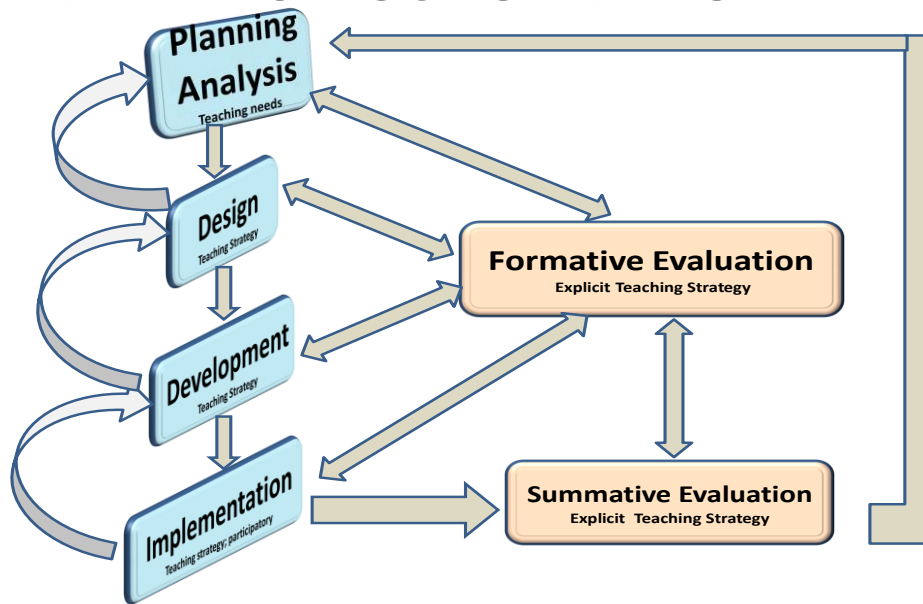 Planning
Analysis
Teaching needs
Design
Teaching Strategy
Development
Teaching Strategy
Implementation
Teaching strategy; participatory
Formative Evaluation
Explicit Teaching Strategy
Summative Evaluation
Explicit Teaching Strategy